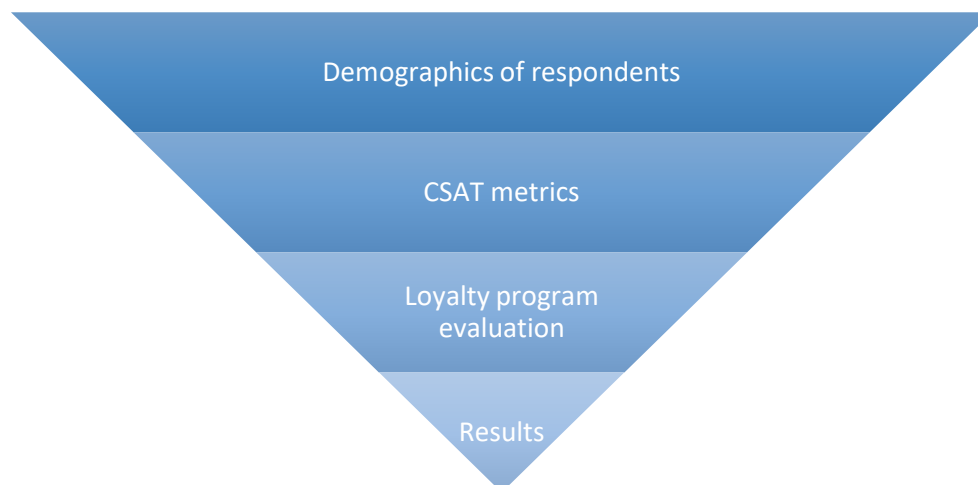 Demographics of respondents
CSAT metrics
Loyalty program
evaluation
Results